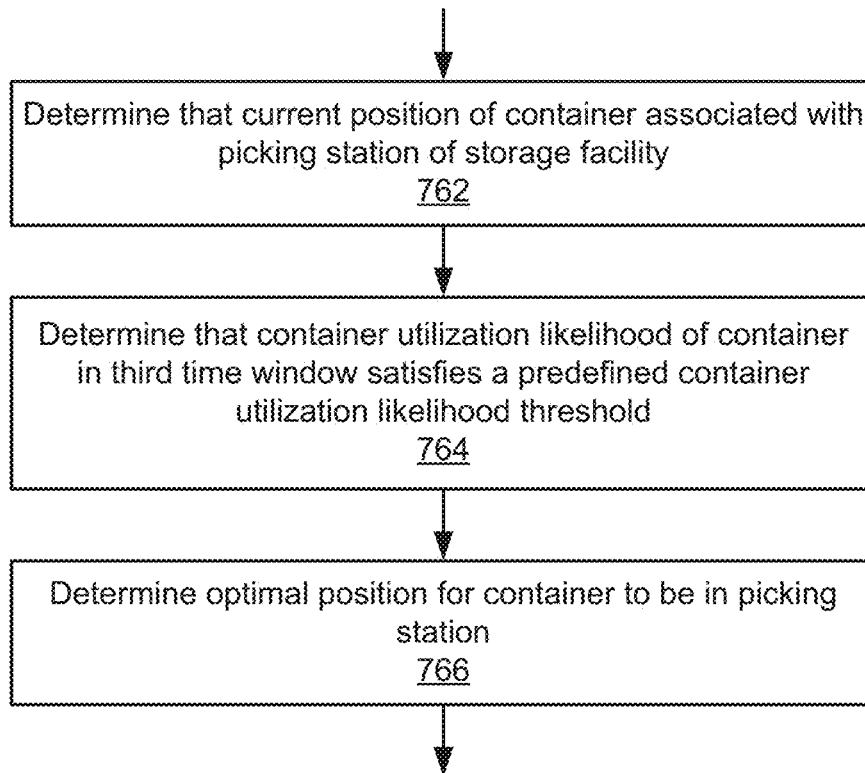 Determine that current position of container associated with
picking station of storage facility
762
Determine that container utilization likelihood of container
in third time window satisfies a predefined container
utilization likelihood threshold
764
Determine optimal position for container to be in picking
station
766